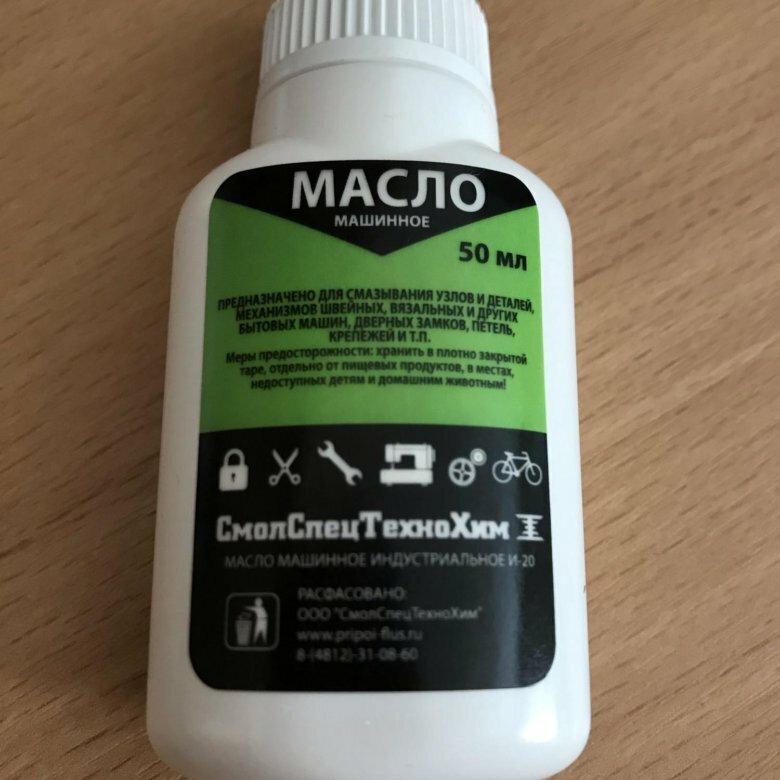 МАСЛО
МАШИННОЕ
50 мл
ПРЕДНАЗНАЧЕНО ДЛЯ СМАЗЫВАНИЯ УЗЛОВ И ДЕТАЛЕЙ,
МЕХАНИЗМОВ ШВЕЙНЫХ, ВЯЗАЛЬНЫХ И ДРУГИХ
БЫТОВЫХ МАШИН, ДВЕРНЫХ ЗАМКОВ, ПЕТЕЛЬ,
КРЕПЕЖЕЙ И Т.П.
Меры предосторожности: хранить в плотно закрытой
таре, отдельно от пищевых продуктов, в местах,
недоступных детям и домашним животным!
СмолСпецТехноХим
МАСЛО МАШИННОЕ ИНДУСТРИАЛЬНОЕ И-20
РАСФАСОВАНО:
ООО "СмолСпецТехноХим"
www.pripoi-flus.ru
8-(4812)-31-08-60